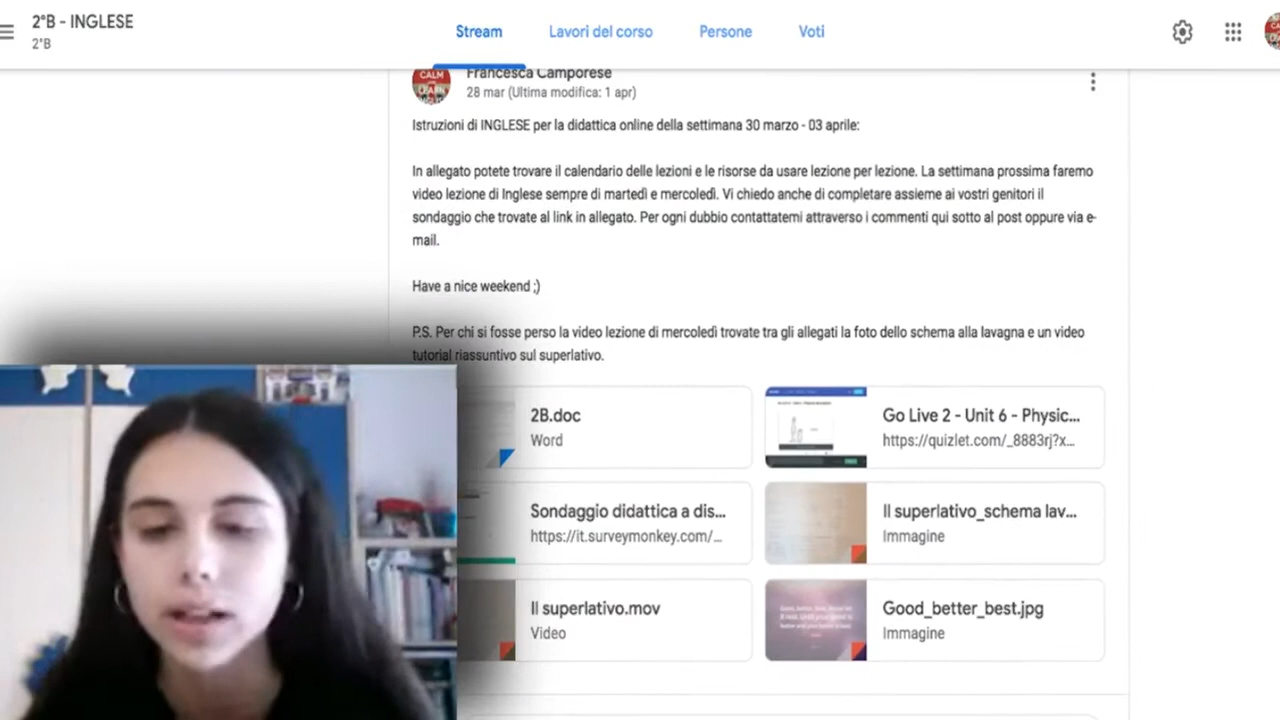 2°B - INGLESE
2°B
Stream
Lavori del corso
Persone
Voti
Francesca Camporese
28 mar (Ultima modifica: 1 apr)
Istruzioni di INGLESE per la didattica online della settimana 30 marzo - 03 aprile:
In allegato potete trovare il calendario delle lezioni e le risorse da usare lezione per lezione. La settimana prossima faremo
video lezione di Inglese sempre di martedì e mercoledì. Vi chiedo anche di completare assieme ai vostri genitori il
sondaggio che trovate al link in allegato. Per ogni dubbio contattatemi attraverso i commenti qui sotto al post oppure via e-
mail.
Have a nice weekend ;)
P.S. Per chi si fosse perso la video lezione di mercoledì trovate tra gli allegati la foto dello schema alla lavagna e un video
tutorial riassuntivo sul superlativo.
2B.doc
Word
Go Live 2 - Unit 6 - Physic...
https://quizlet.com/_8883rj?x...
Sondaggio didattica a dis...
https://it.surveymonkey.com/...
Il superlativo_schema lav...
Immagine
Il superlativo.mov
Video
Good_better_best.jpg
Immagine
CALM